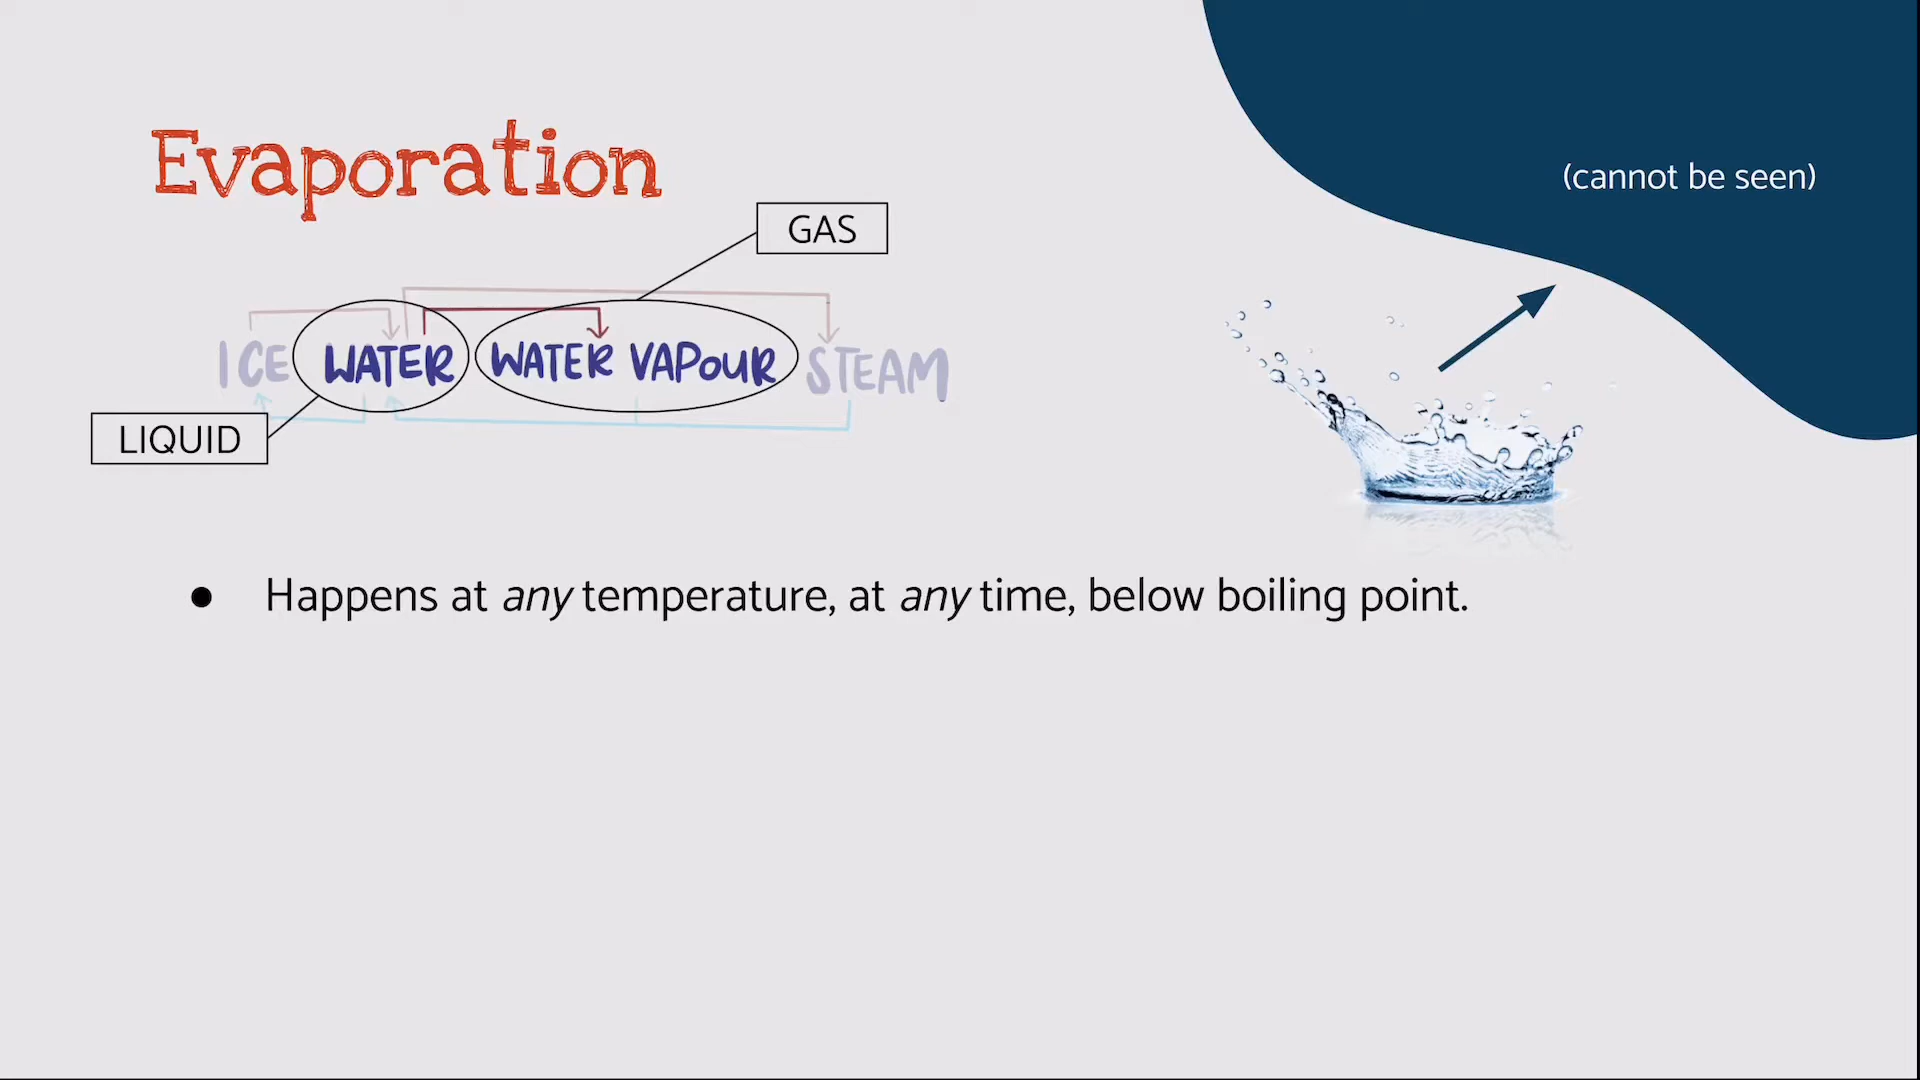 Evaporation
GAS
(cannot be seen)
ICE WATER WATER VAPOUR STEAM
LIQUID
● Happens at any temperature, at any time, below boiling point.